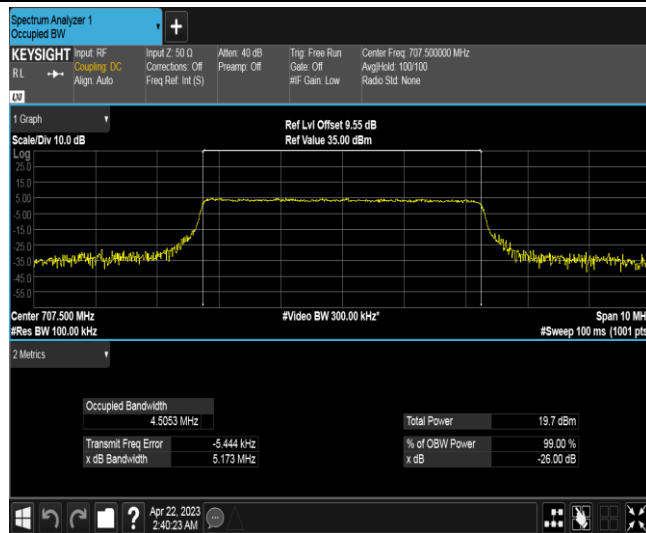 Spectrum Analyzer 1
Occupied BW
+
KEYSIGHT
RL
LXI
Input: RF
Coupling: DC
Align: Auto
Input Z: 50 Ω
Corrections: Off
Freq Ref: Int (S)
Atten: 40 dB
Preamp: Off
Trig: Free Run
Gate: Off
#IF Gain: Low
Center Freq: 707.500000 MHz
Avg|Hold: 100/100
Radio Std: None
1 Graph
Scale/Div 10.0 dB
Ref Lvl Offset 9.55 dB
Ref Value 35.00 dBm
Log
25.0
15.0
5.00
-5.00
-15.0
-25.0
-35.0
-45.0
-55.0
Center 707.500 MHz
#Video BW 300.00 kHz*
Span 10 MH
#Res BW 100.00 kHz
#Sweep 100 ms (1001 pts
2 Metrics
Occupied Bandwidth
4.5053 MHz
Total Power 19.7 dBm
Transmit Freq Error -5.444 kHz
% of OBW Power 99.00 %
x dB Bandwidth 5.173 MHz
x dB -26.00 dB
?
Apr 22, 2023
2:40:23 AM